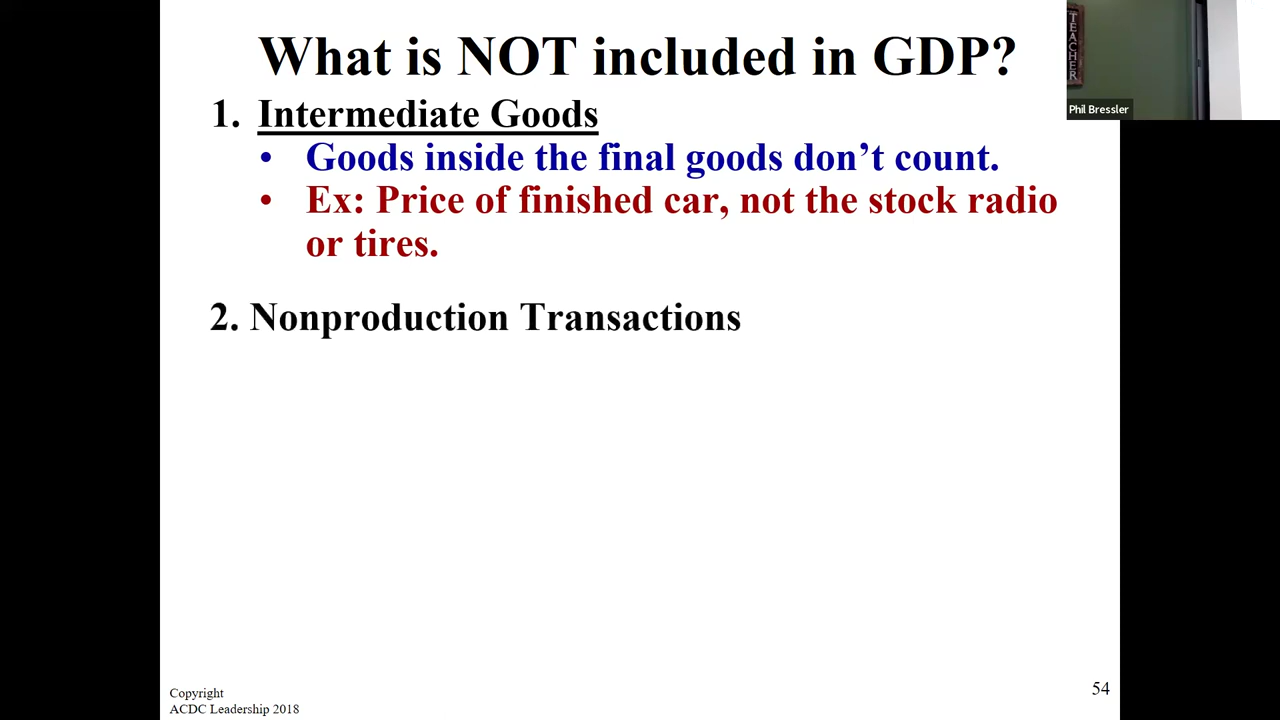 What is NOT included in GDP?
1. Intermediate Goods
• Goods inside the final goods don’t count.
• Ex: Price of finished car, not the stock radio
or tires.
2. Nonproduction Transactions
TEACHER
Phil Bressler
Copyright
ACDC Leadership 2018
54